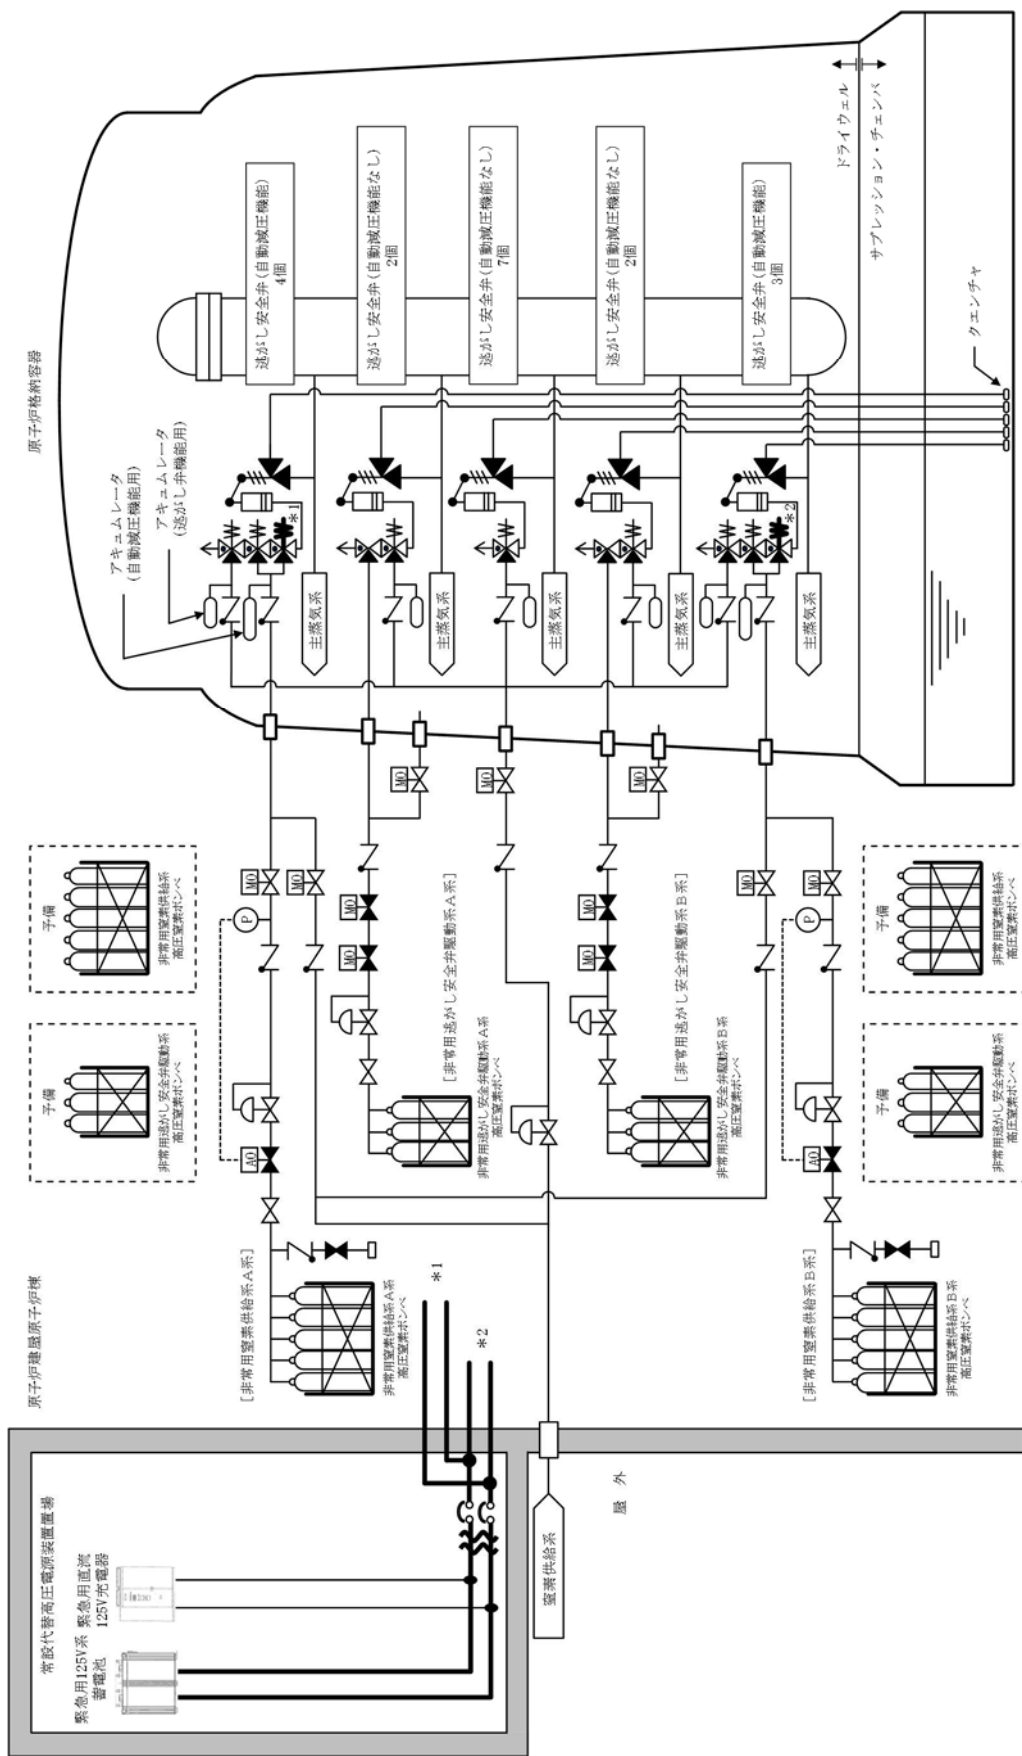 原子炉格納容器
アキュムレータ
(自動減圧機能用)
アキュムレータ
(逃がし弁機能用)
逃がし安全弁(自動減圧機能)
4個
逃がし安全弁(自動減圧機能なし)
2個
逃がし安全弁(自動減圧機能なし)
7個
逃がし安全弁(自動減圧機能なし)
2個
逃がし安全弁(自動減圧機能)
3個
ドライウェル
サプレッション・チェンバ
クエンチャ
*1
*2
主蒸気系
主蒸気系
主蒸気系
主蒸気系
主蒸気系
MO
MO
MO
MO
MO
MO
MO
MO
MO
MO
MO
MO
P
P
AO
AO
予備
非常用窒素供給系
高圧窒素ボンベ
予備
非常用逃がし安全弁駆動系
高圧窒素ボンベ
予備
非常用窒素供給系
高圧窒素ボンベ
予備
非常用逃がし安全弁駆動系
高圧窒素ボンベ
[非常用逃がし安全弁駆動系A系]
非常用逃がし安全弁駆動系A系
高圧窒素ボンベ
[非常用逃がし安全弁駆動系B系]
非常用逃がし安全弁駆動系B系
高圧窒素ボンベ
原子炉建屋原子炉棟
[非常用窒素供給系A系]
非常用窒素供給系A系
高圧窒素ボンベ
*1
*2
[非常用窒素供給系B系]
非常用窒素供給系B系
高圧窒素ボンベ
常設代替高圧電源装置置場
緊急用125V系
蓄電池
緊急用直流
125V充電器
窒素供給系
屋 外